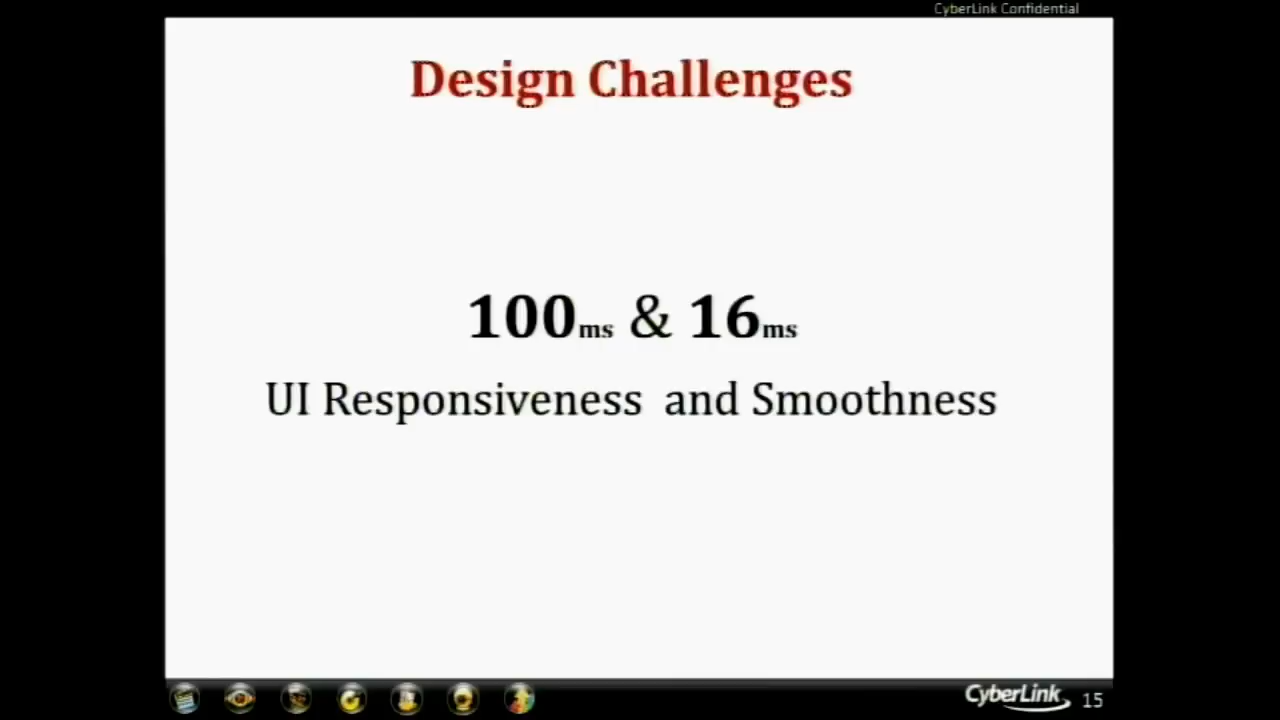 CyberLink Confidential
Design Challenges
100ms & 16ms
UI Responsiveness and Smoothness
CyberLink 15